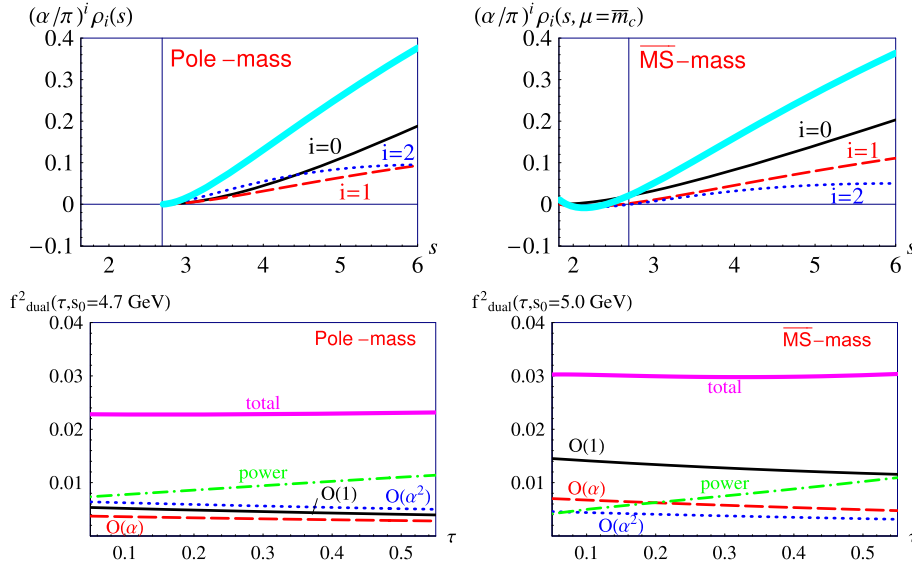 (α/π)^i ρ_i(s)
Pole −mass
0.4
0.3
0.2
0.1
0
−0.1
i=0
i=2
i=1
2 3 4 5 6 s
(α/π)^i ρ_i(s, μ=m̅_c)
M̅S̅−mass
0.4
0.3
0.2
0.1
0
−0.1
i=0
i=1
i=2
2 3 4 5 6 s
f²_dual(τ,s₀=4.7 GeV)
Pole −mass
0.04
0.03
0.02
0.01
total
power
O(1)
O(α²)
O(α)
0.1 0.2 0.3 0.4 0.5 τ
f²_dual(τ,s₀=5.0 GeV)
M̅S̅−mass
0.04
0.03
0.02
0.01
total
O(1)
O(α)
power
O(α²)
0.1 0.2 0.3 0.4 0.5 τ